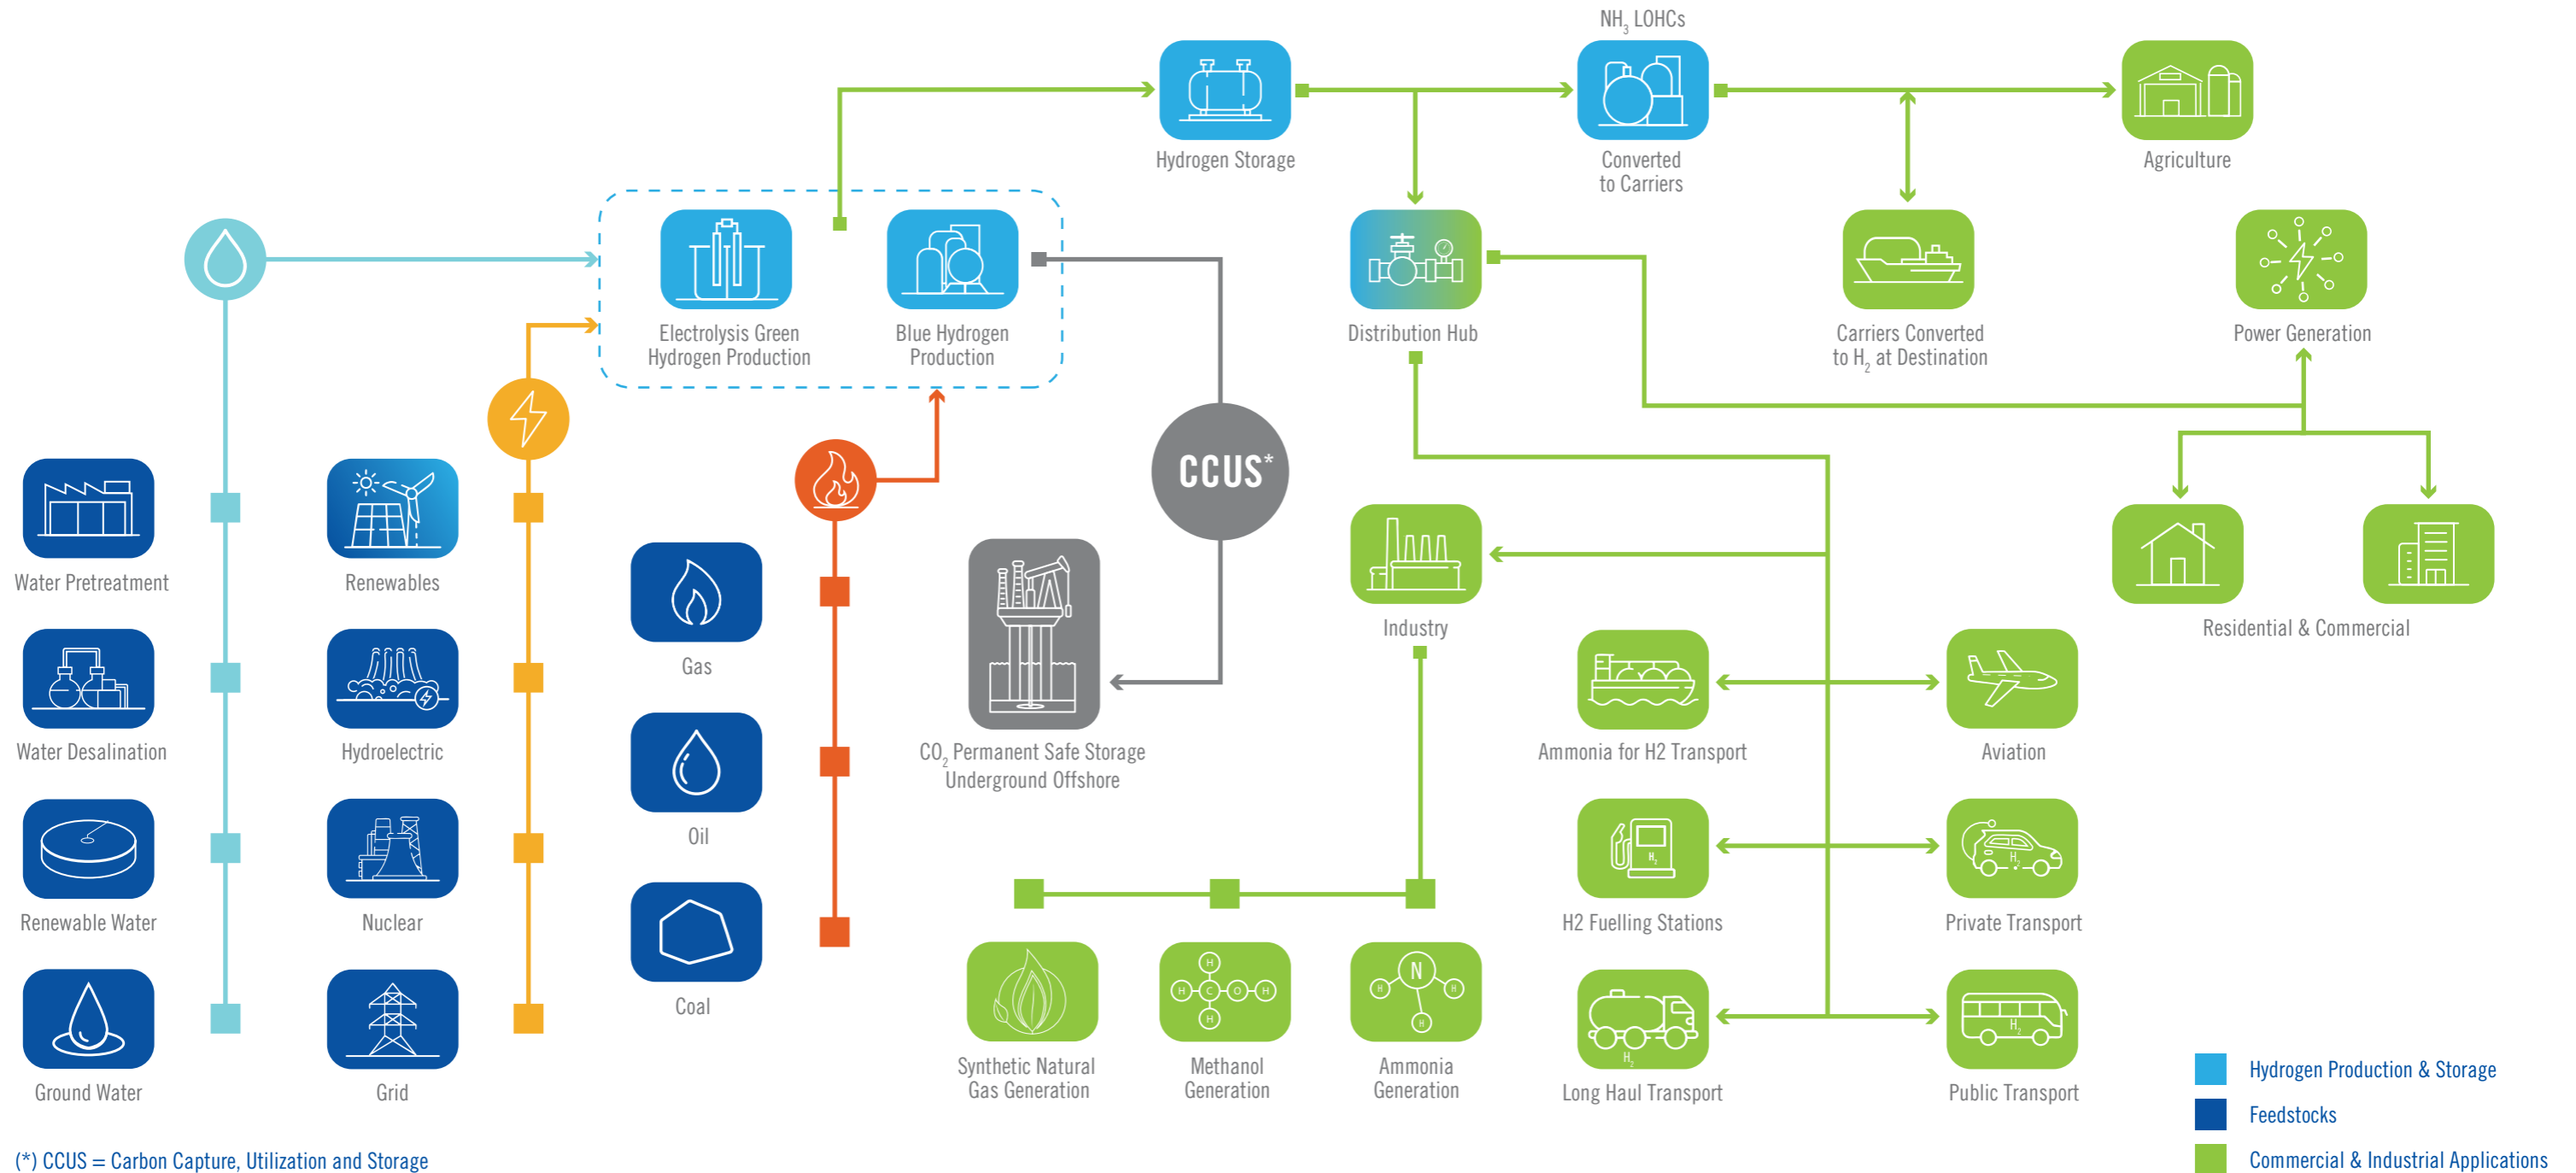 NH3 LOHCs
Hydrogen Storage
Converted
to Carriers
Agriculture
Electrolysis Green
Hydrogen Production
Blue Hydrogen
Production
Distribution Hub
Carriers Converted
to H2 at Destination
Power Generation
CCUS*
Water Pretreatment
Renewables
Gas
Industry
Residential & Commercial
Water Desalination
Hydroelectric
Oil
CO2 Permanent Safe Storage
Underground Offshore
Ammonia for H2 Transport
Aviation
Renewable Water
Nuclear
Coal
H2
H2 Fuelling Stations
H2
Private Transport
Ground Water
Grid
Synthetic Natural
Gas Generation
H
H C O H
H
Methanol
Generation
N
H H
H
Ammonia
Generation
H2
Long Haul Transport
H2
Public Transport
Hydrogen Production & Storage
Feedstocks
Commercial & Industrial Applications
(*) CCUS = Carbon Capture, Utilization and Storage